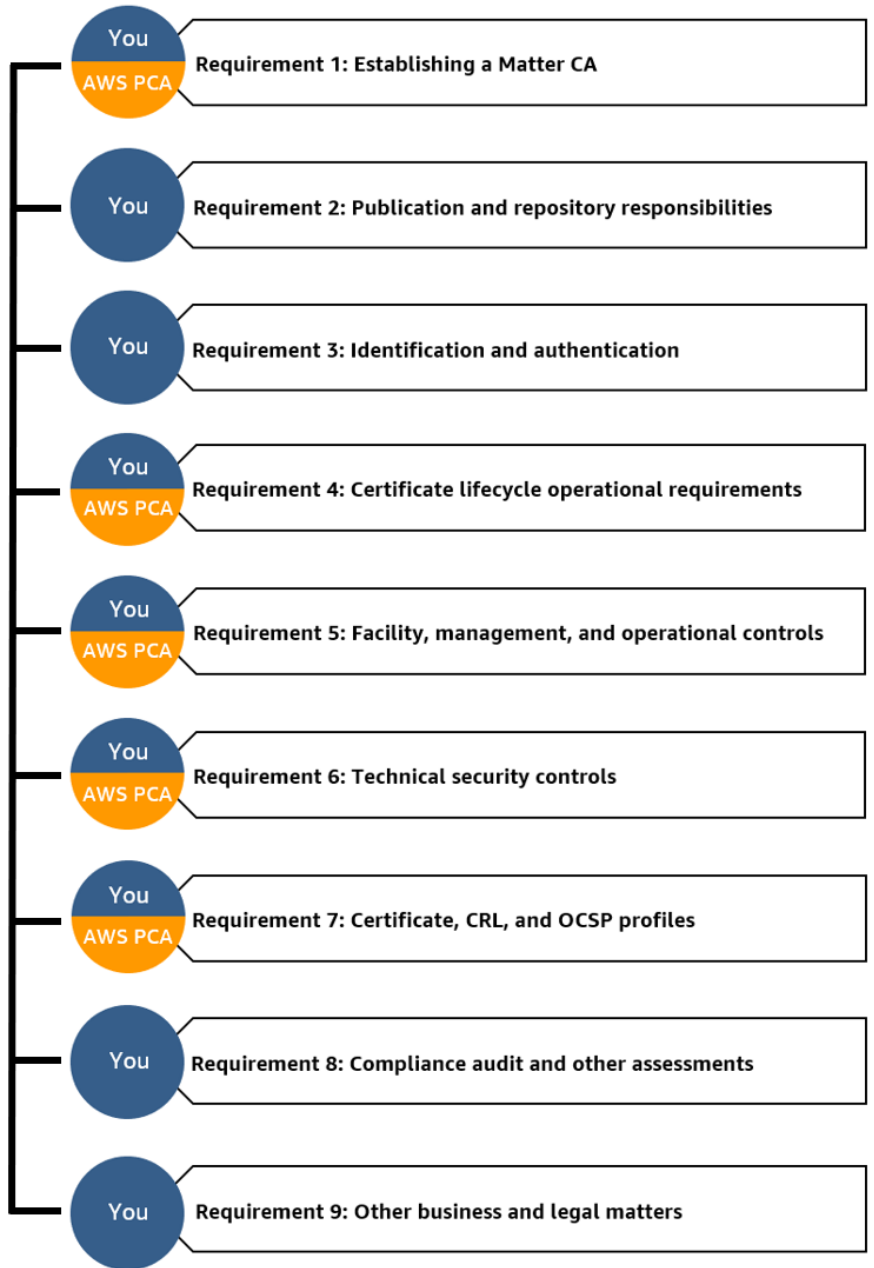 You
AWS PCA
Requirement 1: Establishing a Matter CA
You
Requirement 2: Publication and repository responsibilities
You
Requirement 3: Identification and authentication
You
AWS PCA
Requirement 4: Certificate lifecycle operational requirements
You
AWS PCA
Requirement 5: Facility, management, and operational controls
You
AWS PCA
Requirement 6: Technical security controls
You
AWS PCA
Requirement 7: Certificate, CRL, and OCSP profiles
You
Requirement 8: Compliance audit and other assessments
You
Requirement 9: Other business and legal matters